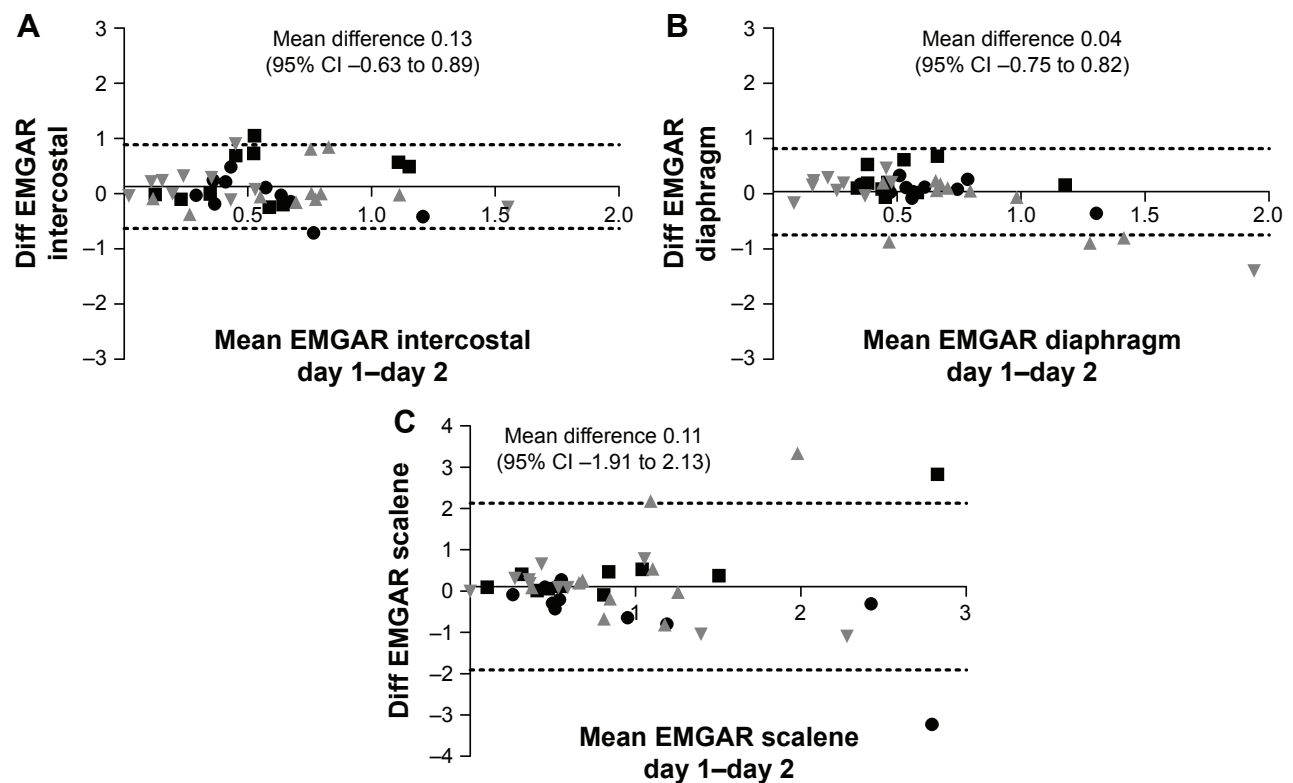 A
3
2
1
0
–1
–2
–3
Diff EMGAR
intercostal
Mean difference 0.13
(95% CI –0.63 to 0.89)
0.5
1.0
1.5
2.0
Mean EMGAR intercostal
day 1–day 2
B
3
2
1
0
–1
–2
–3
Diff EMGAR
diaphragm
Mean difference 0.04
(95% CI –0.75 to 0.82)
0.5
1.0
1.5
2.0
Mean EMGAR diaphragm
day 1–day 2
C
4
3
2
1
0
–1
–2
–3
–4
Diff EMGAR scalene
Mean difference 0.11
(95% CI –1.91 to 2.13)
1
2
3
Mean EMGAR scalene
day 1–day 2